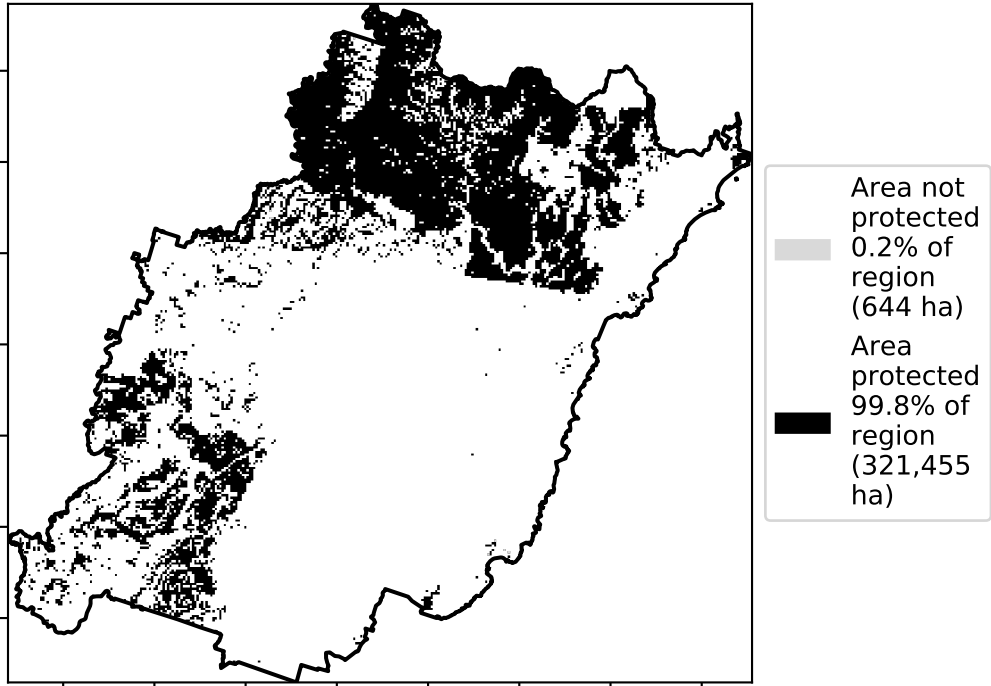 Area not
protected
0.2% of
region
(644 ha)
Area
protected
99.8% of
region
(321,455
ha)